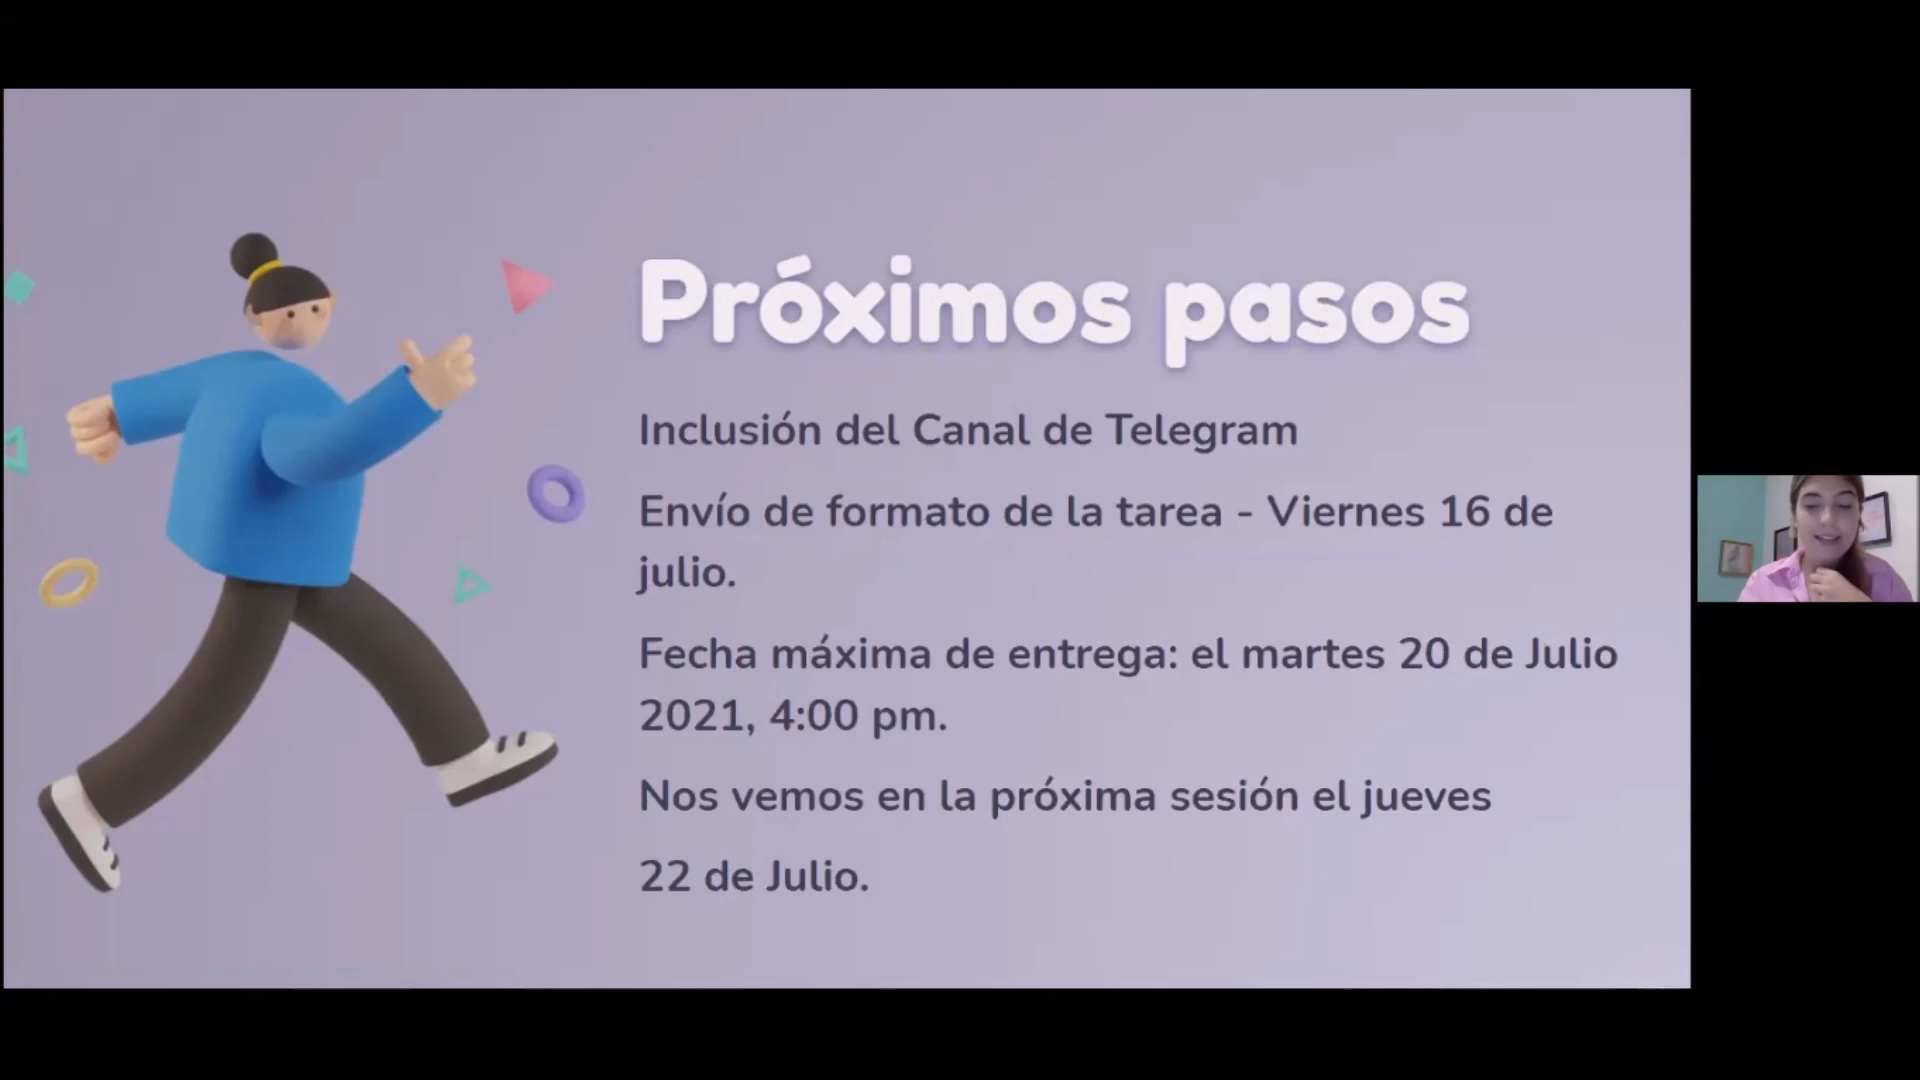 Próximos pasos
Inclusión del Canal de Telegram
Envío de formato de la tarea - Viernes 16 de
julio.
Fecha máxima de entrega: el martes 20 de Julio
2021, 4:00 pm.
Nos vemos en la próxima sesión el jueves
22 de Julio.